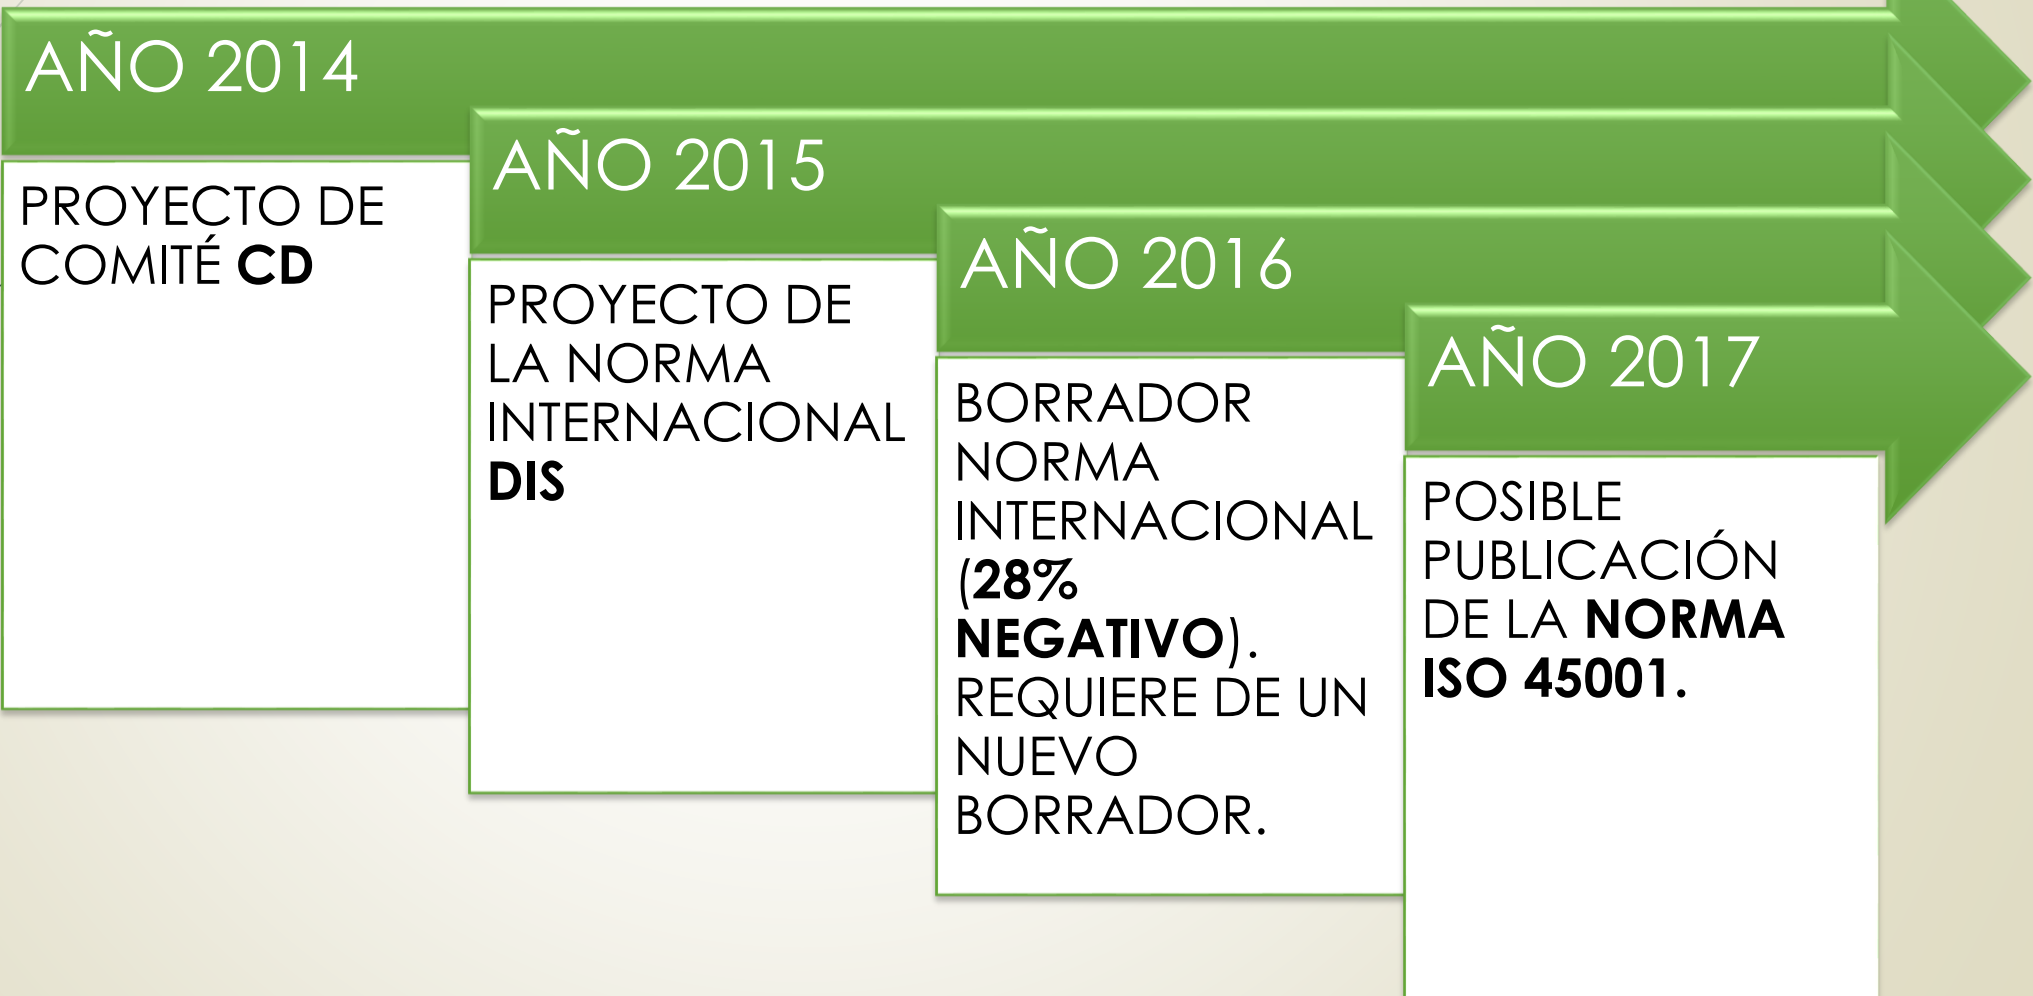 AÑO 2014
PROYECTO DE
COMITÉ CD
AÑO 2015
PROYECTO DE
LA NORMA
INTERNACIONAL
DIS
AÑO 2016
BORRADOR
NORMA
INTERNACIONAL
(28%
NEGATIVO).
REQUIERE DE UN
NUEVO
BORRADOR.
AÑO 2017
POSIBLE
PUBLICACIÓN
DE LA NORMA
ISO 45001.